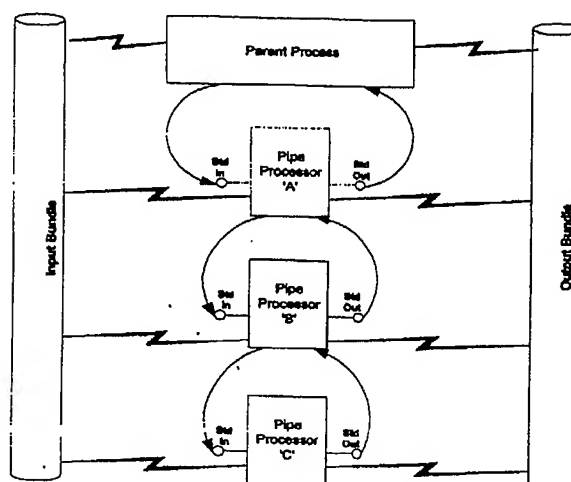 Parent Process
Std
In
Pipe
Processor
'A'
Std
Out
Input Bundle
Output Bundle
Std
In
Pipe
Processor
'B'
Std
Out
Std
In
Pipe
Processor
'C'
Std
Out